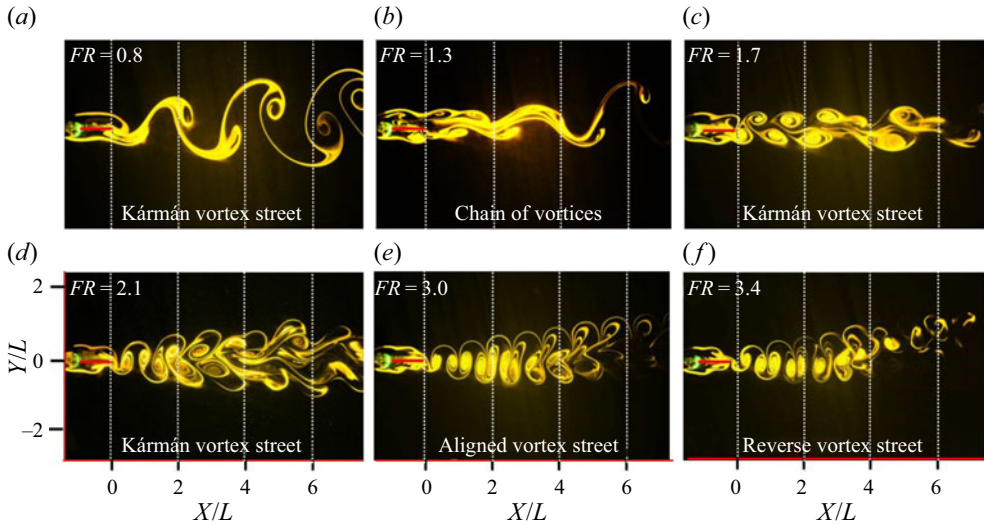 (a)
(b)
(c)
FR = 0.8
FR = 1.3
FR = 1.7
Kármán vortex street
Chain of vortices
Kármán vortex street
(d)
(e)
(f)
FR = 2.1
FR = 3.0
FR = 3.4
2
0
–2
Y/L
Kármán vortex street
Aligned vortex street
Reverse vortex street
0 2 4 6
0 2 4 6
0 2 4 6
X/L
X/L
X/L